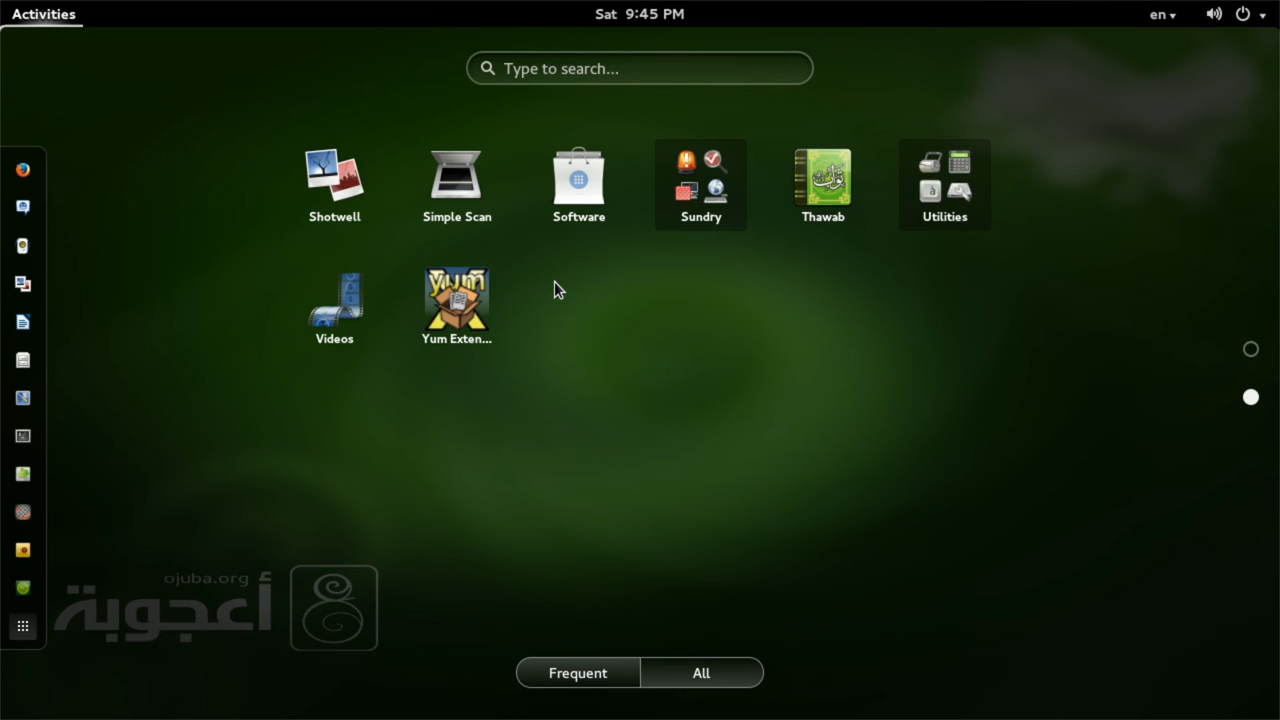 Activities
Sat 9:45 PM
en
Type to search...
Shotwell
Simple Scan
Software
Sundry
Thawab
Utilities
Videos
Yum Exten...
ojuba.org
أعجوبة
Frequent
All